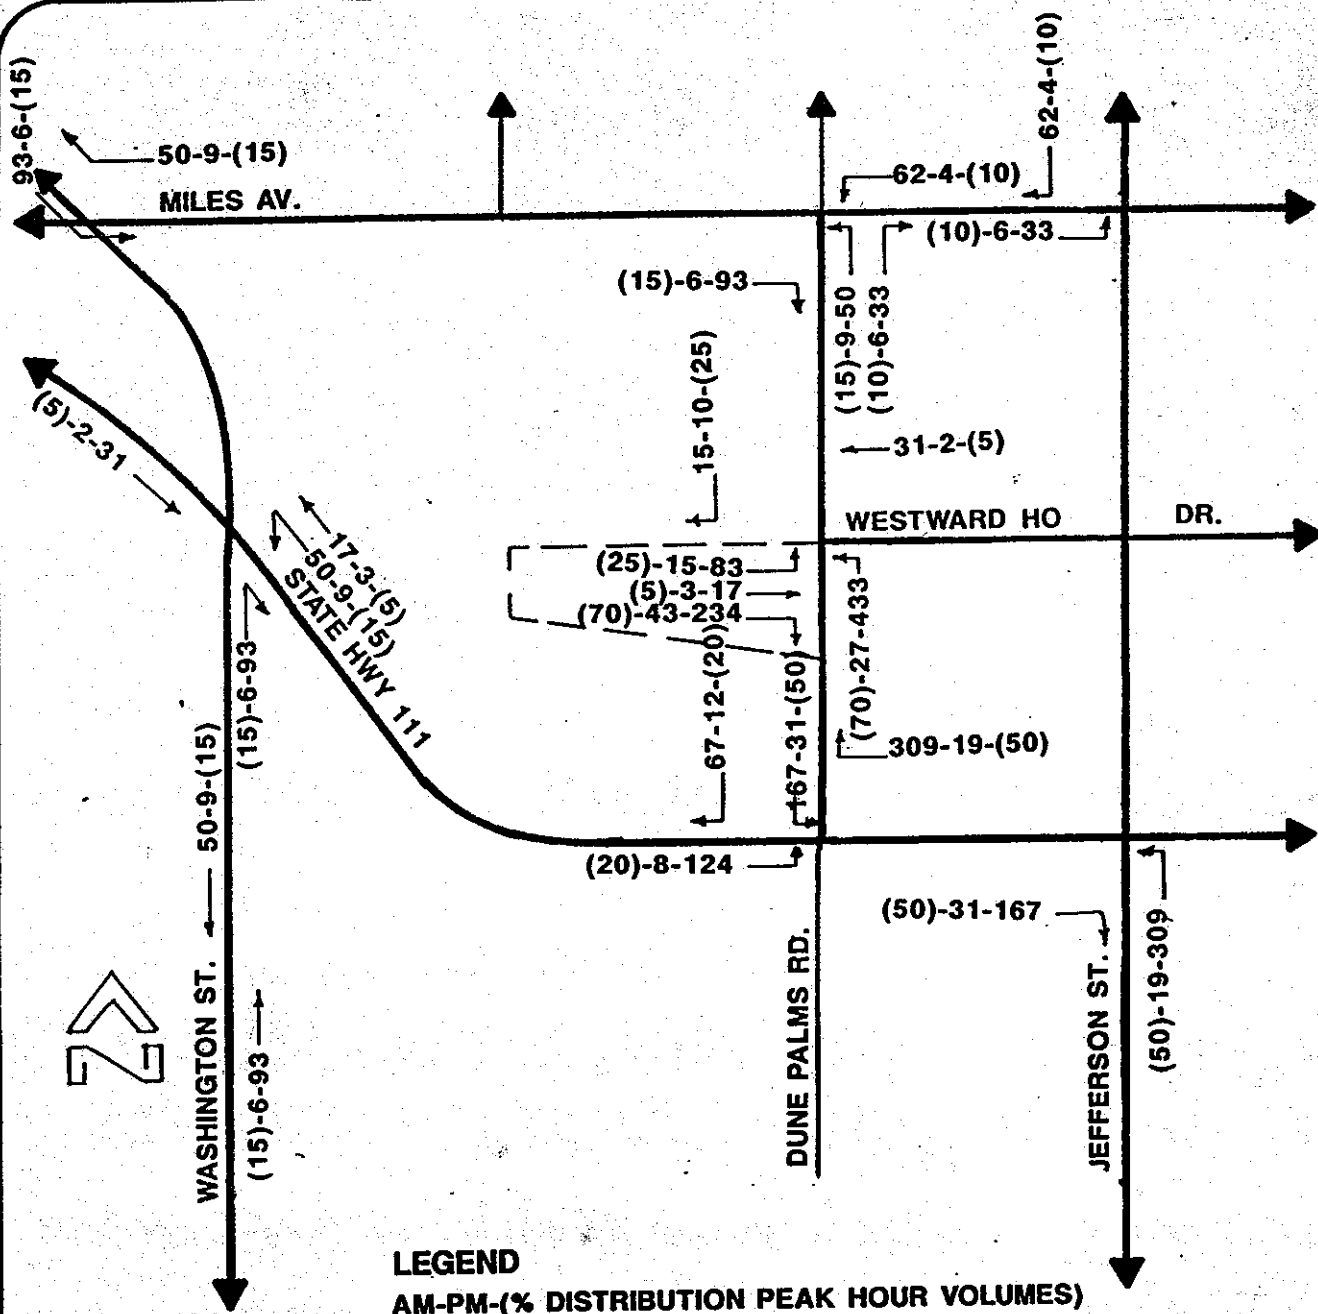 93-6-(15)
50-9-(15)
MILES AV.
62-4-(10)
62-4-(10)
(10)-6-33
(15)-6-93
(15)-9-50
(10)-6-33
15-10-(25)
31-2-(5)
(5)-2-31
WESTWARD HO DR.
17-3-(5)
50-9-(15)
STATE HWY 111
(25)-15-83
(5)-3-17
(70)-43-234
67-12-(20)
167-31-(50)
(70)-27-433
309-19-(50)
(15)-6-93
50-9-(15)
(20)-8-124
(50)-31-167
(50)-19-309
N
WASHINGTON ST.
(15)-6-93
DUNE PALMS RD.
JEFFERSON ST.
LEGEND
AM-PM-(% DISTRIBUTION PEAK HOUR VOLUMES)